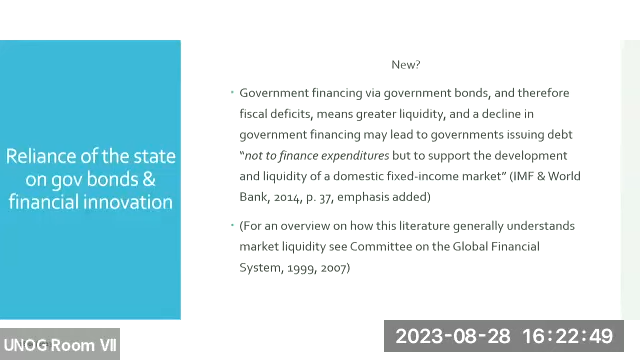 New?
Reliance of the state
on gov bonds &
financial innovation
• Government financing via government bonds, and therefore
fiscal deficits, means greater liquidity, and a decline in
government financing may lead to governments issuing debt
“not to finance expenditures but to support the development
and liquidity of a domestic fixed-income market” (IMF & World
Bank, 2014, p. 37, emphasis added)
• (For an overview on how this literature generally understands
market liquidity see Committee on the Global Financial
System, 1999, 2007)
UNOG Room VII
2023-08-28 16:22:49